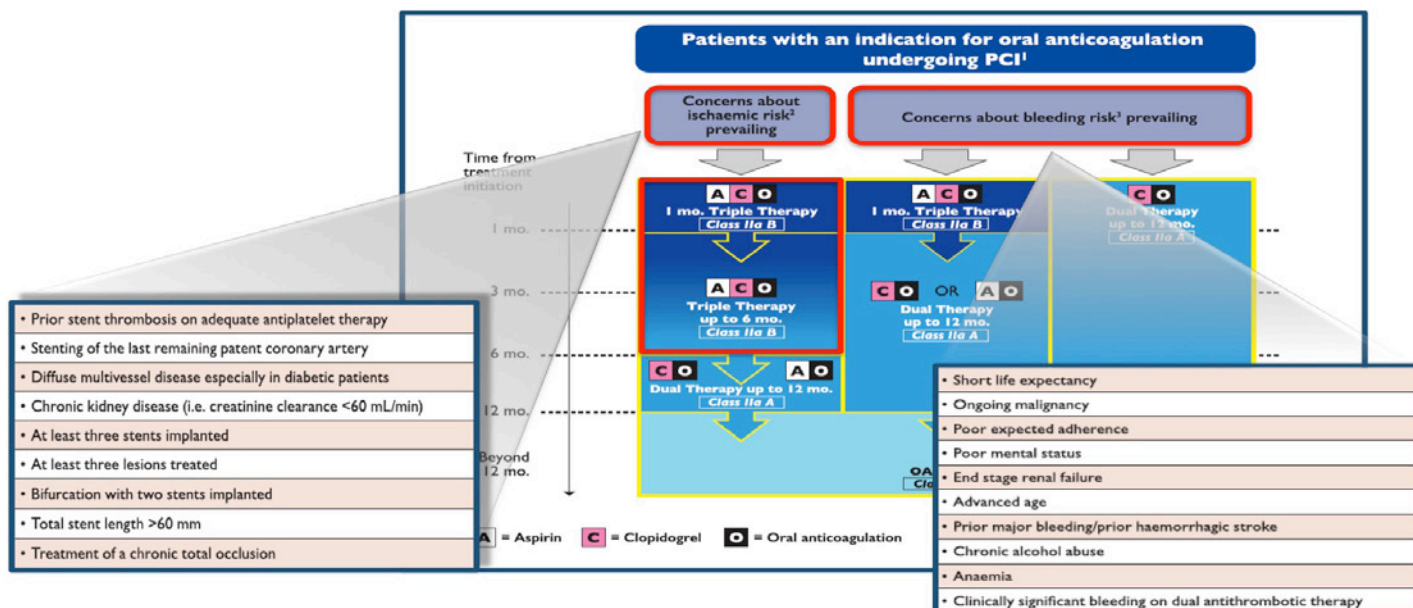 Patients with an indication for oral anticoagulation
undergoing PCI¹
Concerns about
ischaemic risk²
prevailing
Concerns about bleeding risk³ prevailing
Time from
treatment
initiation
1 mo.
3 mo.
6 mo.
12 mo.
Beyond
12 mo.
A C O
1 mo. Triple Therapy
Class IIa B
A C O
Triple Therapy
up to 6 mo.
Class IIa B
C O
A O
Dual Therapy up to 12 mo.
Class IIa A
A C O
1 mo. Triple Therapy
Class IIa B
C O OR A O
Dual Therapy
up to 12 mo.
Class IIa A
C O
Dual Therapy
up to 12 mo.
Class IIa A
A = Aspirin
C = Clopidogrel
O = Oral anticoagulation
• Prior stent thrombosis on adequate antiplatelet therapy
• Stenting of the last remaining patent coronary artery
• Diffuse multivessel disease especially in diabetic patients
• Chronic kidney disease (i.e. creatinine clearance <60 mL/min)
• At least three stents implanted
• At least three lesions treated
• Bifurcation with two stents implanted
• Total stent length >60 mm
• Treatment of a chronic total occlusion
• Short life expectancy
• Ongoing malignancy
• Poor expected adherence
• Poor mental status
• End stage renal failure
• Advanced age
• Prior major bleeding/prior haemorrhagic stroke
• Chronic alcohol abuse
• Anaemia
• Clinically significant bleeding on dual antithrombotic therapy